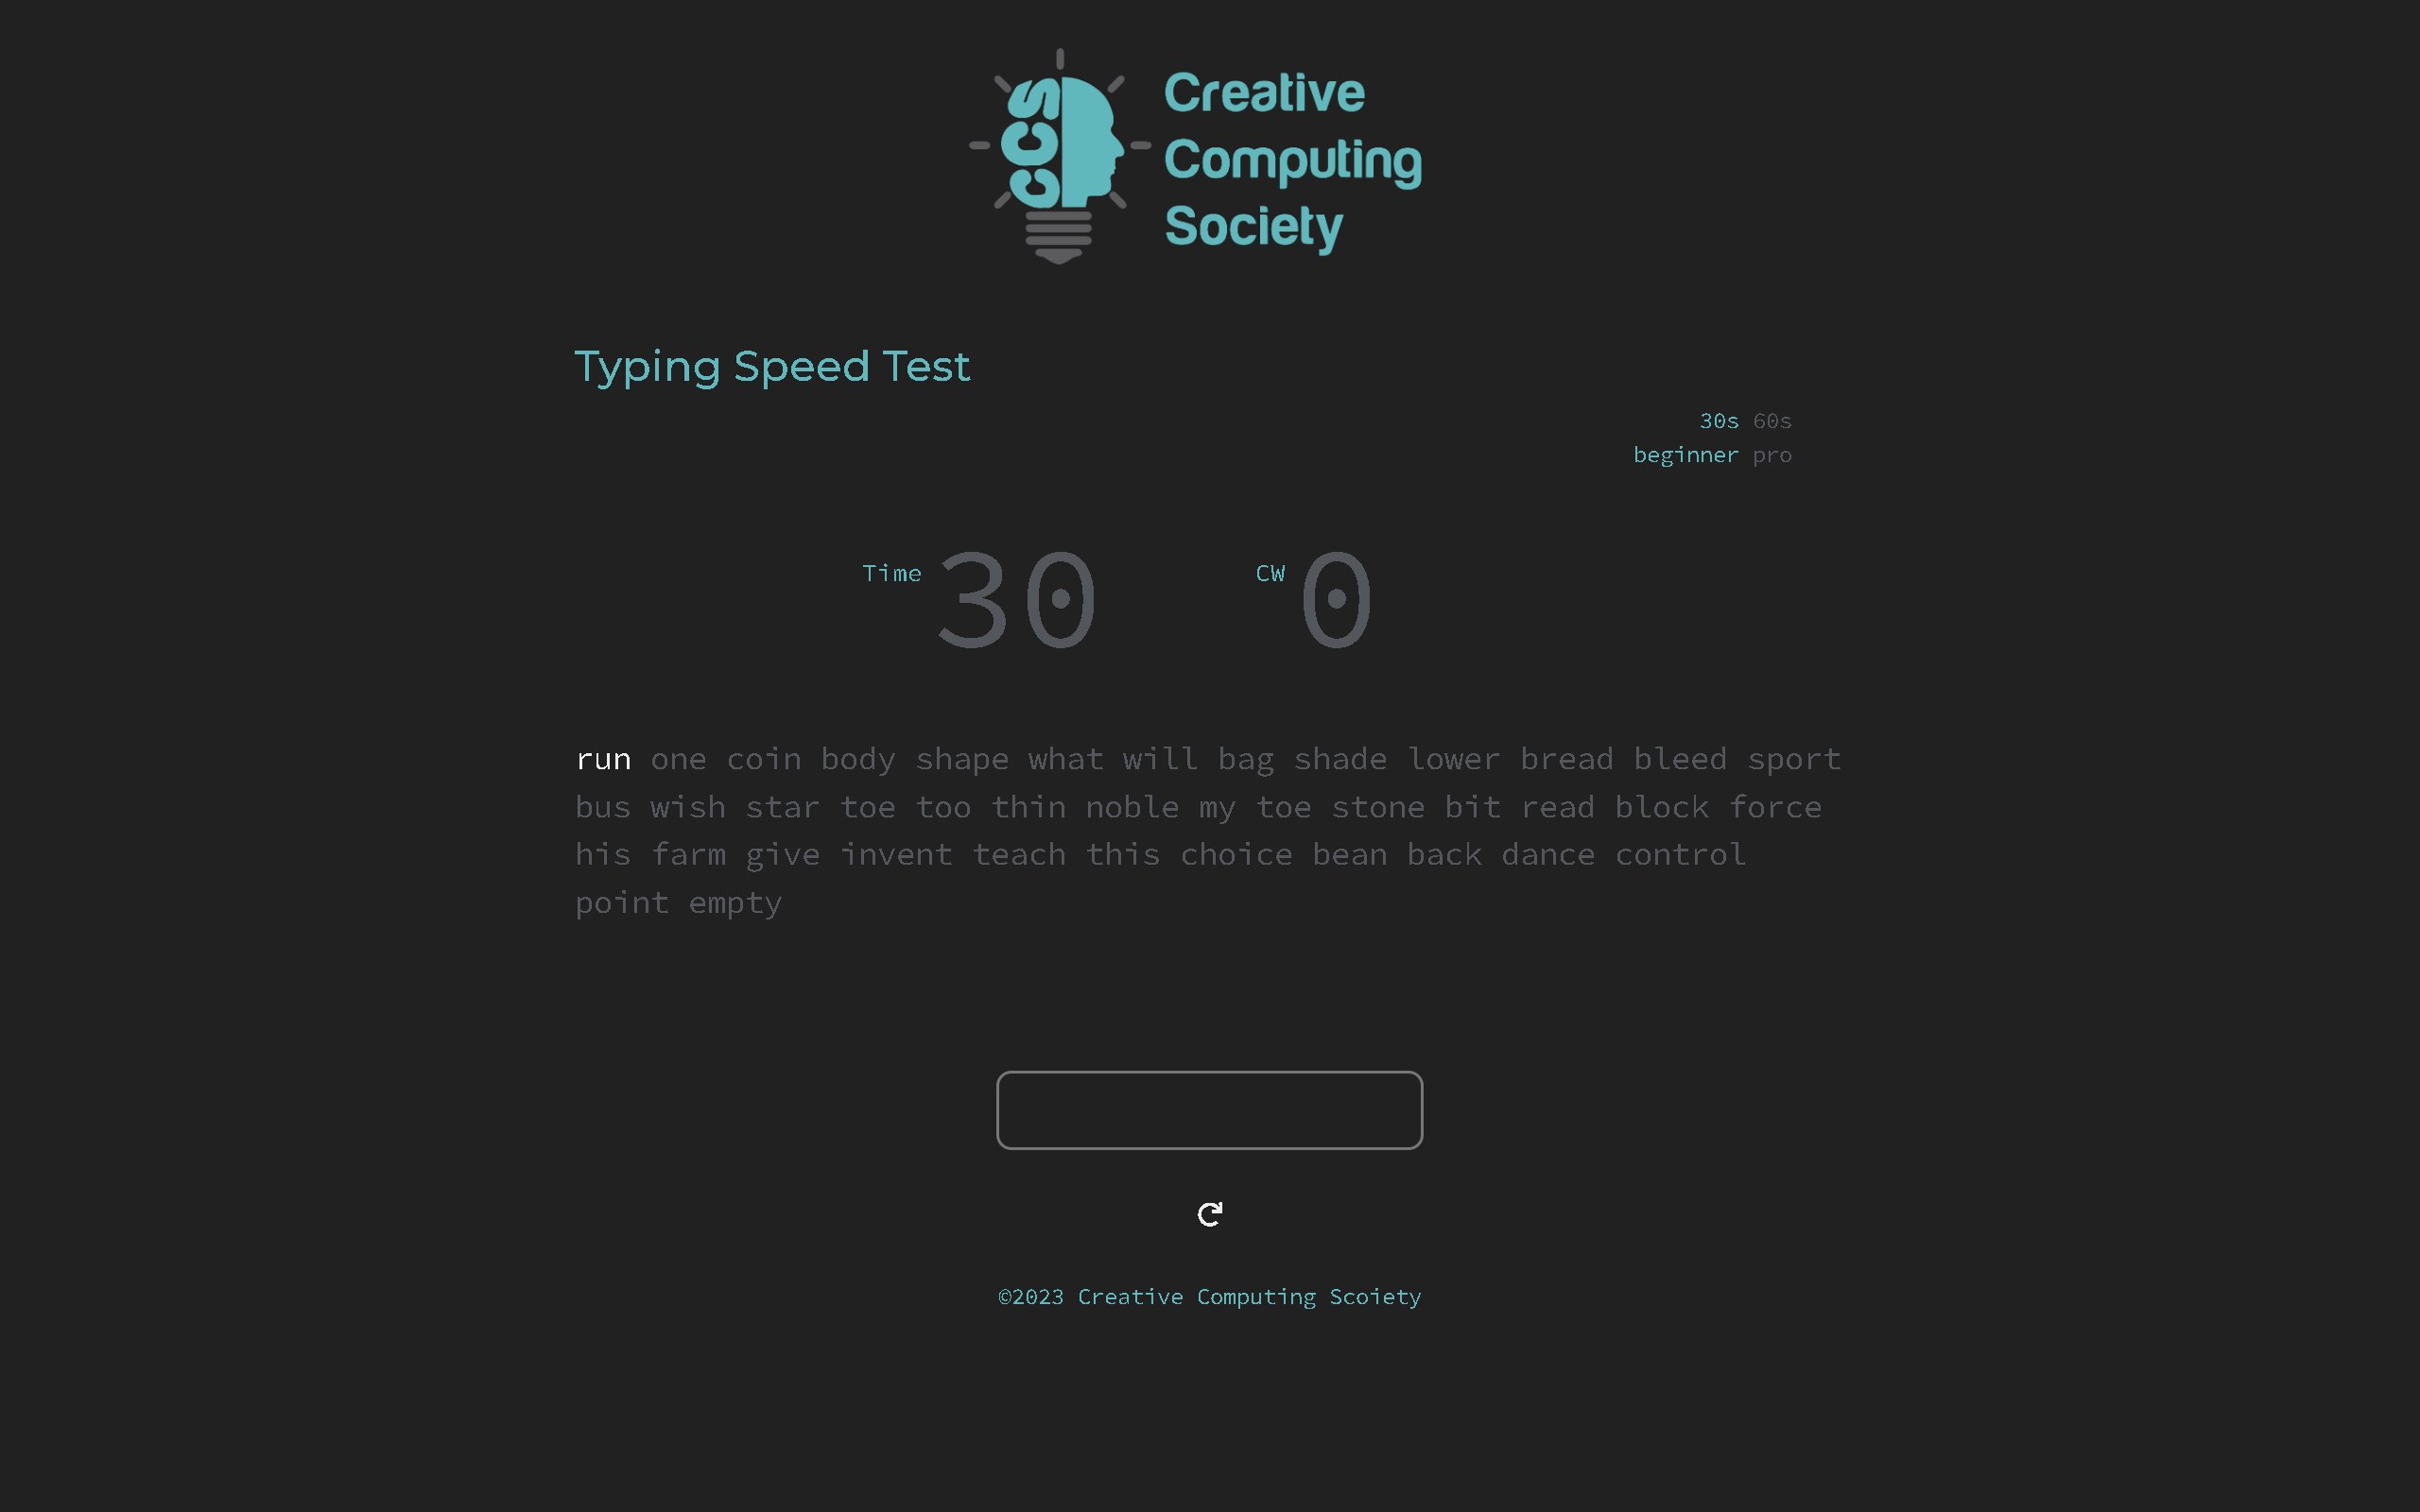 CCS
Creative
Computing
Society
Typing Speed Test
30s 60s
beginner pro
Time 30 CW 0
run one coin body shape what will bag shade lower bread bleed sport
bus wish star toe too thin noble my toe stone bit read block force
his farm give invent teach this choice bean back dance control
point empty
©2023 Creative Computing Scoiety